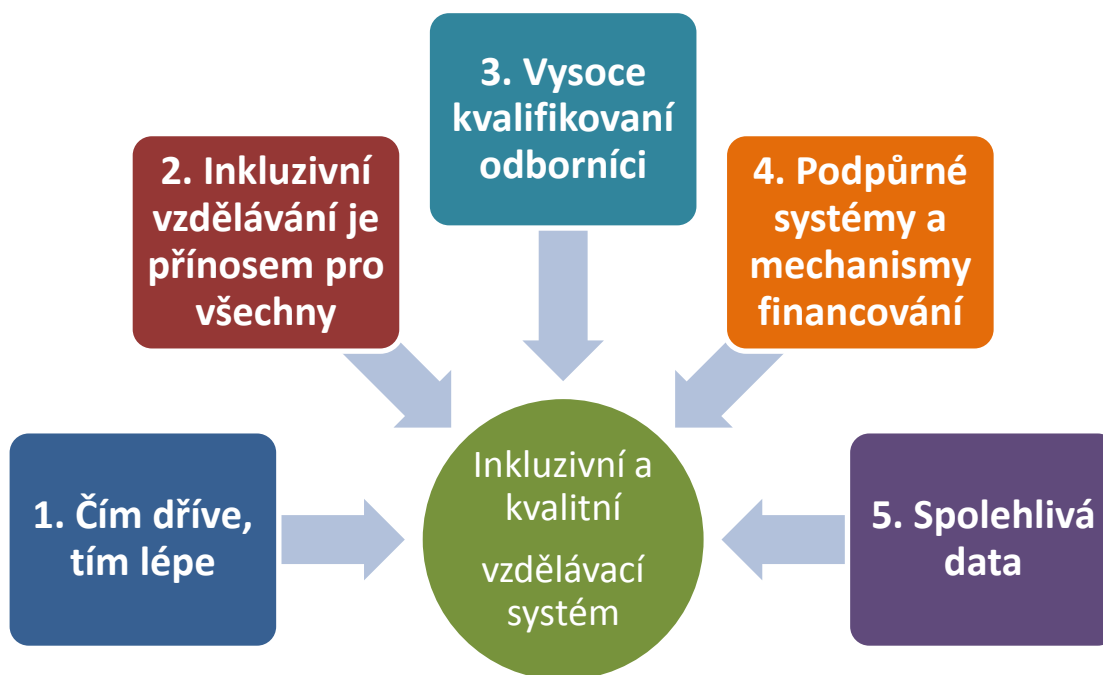 3. Vysoce
kvalifikovaní
odborníci
2. Inkluzivní
vzdělávání je
přínosem pro
všechny
4. Podpůrné
systémy a
mechanismy
financování
1. Čím dříve,
tím lépe
Inkluzivní a
kvalitní
vzdělávací
systém
5. Spolehlivá
data